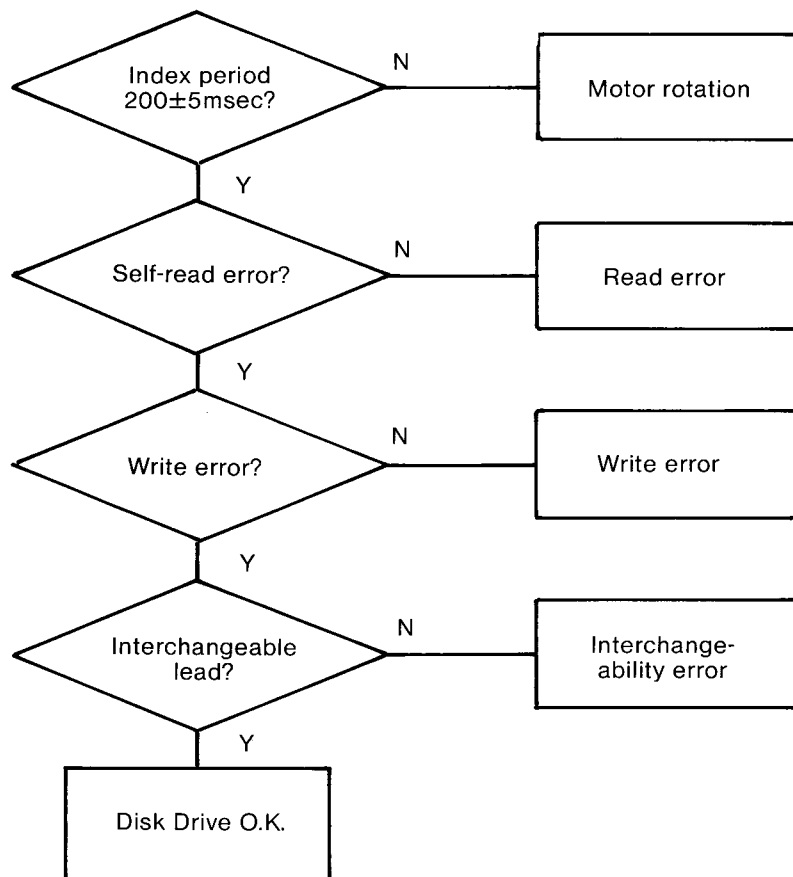 Index period
200±5msec?
N
Motor rotation
Y
Self-read error?
N
Read error
Y
Write error?
N
Write error
Y
Interchangeable
lead?
N
Interchange-
ability error
Y
Disk Drive O.K.